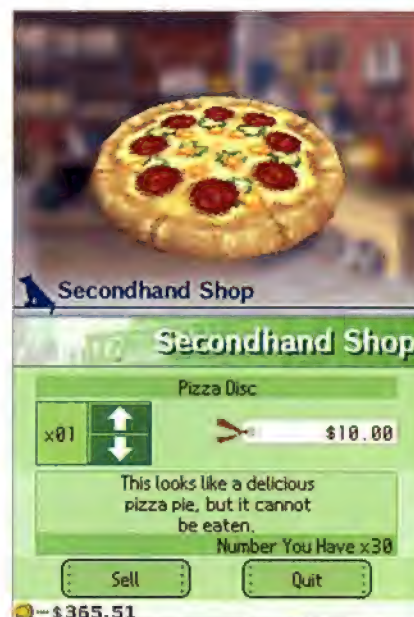 Secondhand Shop
Secondhand Shop
Pizza Disc
x01
$10.00
This looks like a delicious
pizza pie, but it cannot
be eaten.
Number You Have x30
Sell
Quit
$365.51